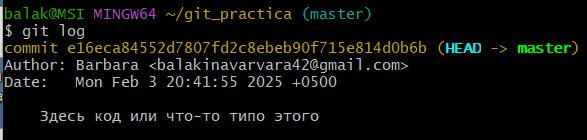 balak@MSI MINGW64 ~/git_practica (master)
$ git log
commit e16eca84552d7807fd2c8ebeb90f715e814d0b6b (HEAD -> master)
Author: Barbara <balakinavarvara42@gmail.com>
Date:   Mon Feb 3 20:41:55 2025 +0500
    Здесь код или что-то типо этого